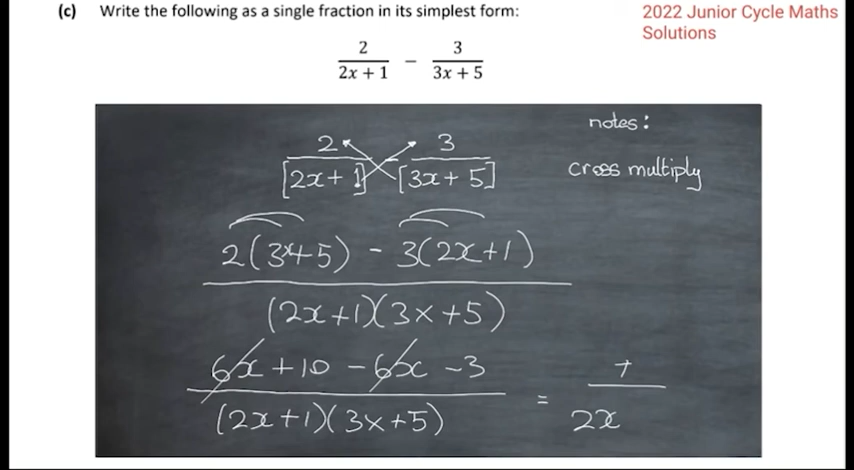 (c) Write the following as a single fraction in its simplest form:
2022 Junior Cycle Maths
Solutions
2 3
—
2x + 1 3x + 5
notes:
2 3
[2x + 1] - [3x + 5]
cross multiply
2(3x+5) - 3(2x+1)
(2x+1)(3x+5)
6x + 10 - 6x - 3
(2x+1)(3x+5)
=
7
2x